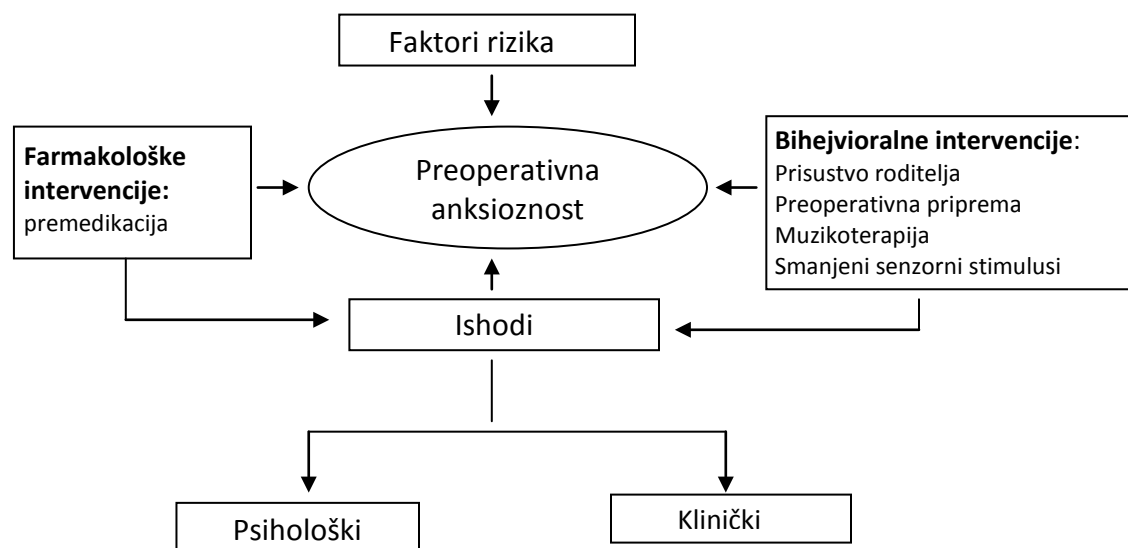 Faktori rizika
Farmakološke
intervencije:
premedikacija
Preoperativna
anksioznost
Bihejvioralne intervencije:
Prisustvo roditelja
Preoperativna priprema
Muzikoterapija
Smanjeni senzorni stimulusi
Ishodi
Psihološki
Klinički